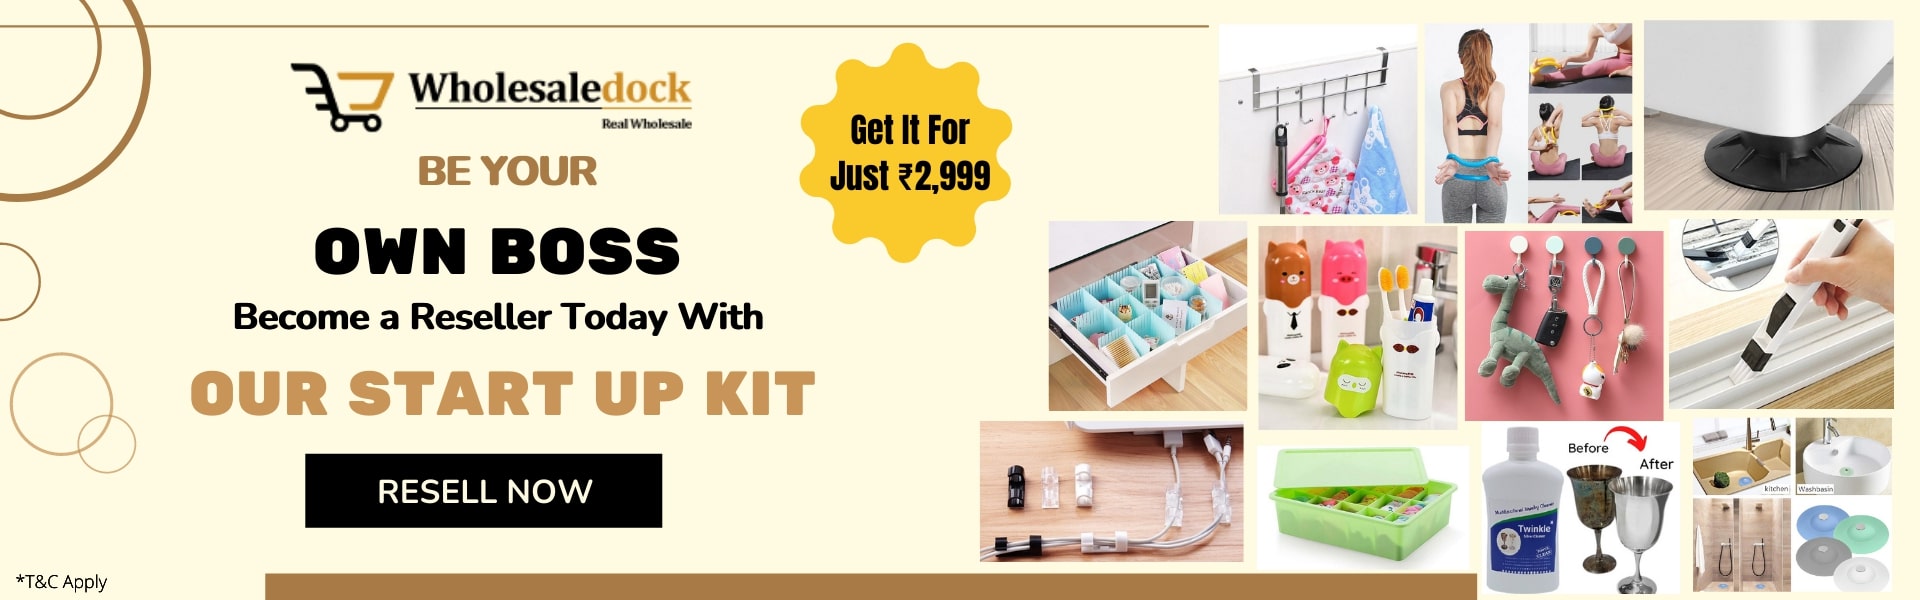 Wholesaledock
Real Wholesale
BE YOUR
OWN BOSS
Become a Reseller Today With
OUR START UP KIT
RESELL NOW
*T&C Apply
Get It For
Just ₹2,999
Before
After
Twinkle
kitchen
Washbasin